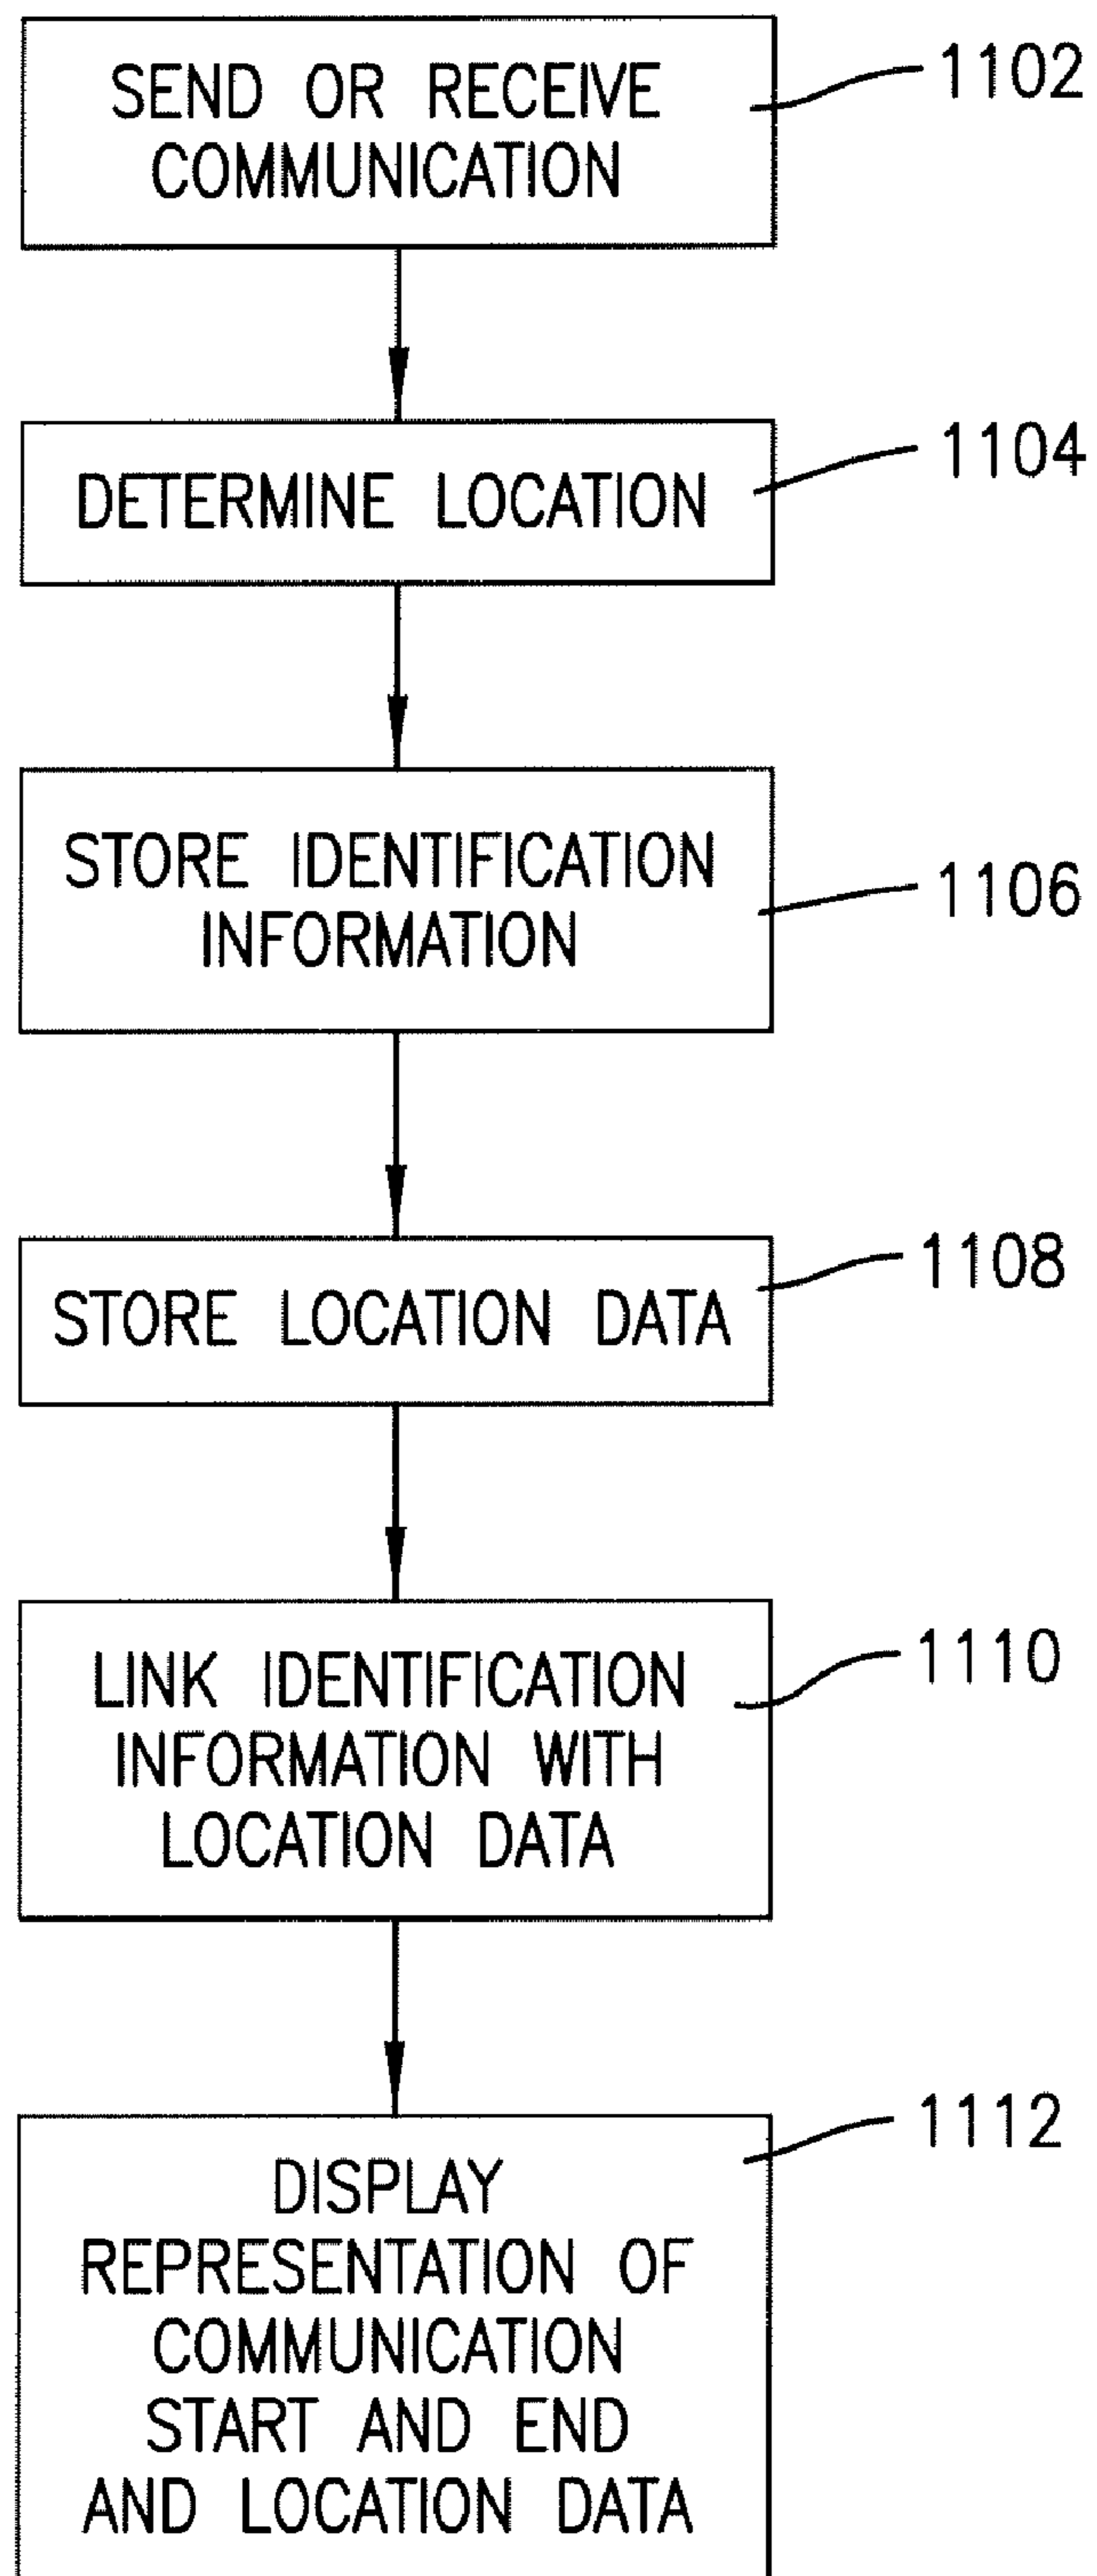 SEND OR RECEIVE
COMMUNICATION
1102
DETERMINE LOCATION
1104
STORE IDENTIFICATION
INFORMATION
1106
STORE LOCATION DATA
1108
LINK IDENTIFICATION
INFORMATION WITH
LOCATION DATA
1110
DISPLAY
REPRESENTATION OF
COMMUNICATION
START AND END
AND LOCATION DATA
1112